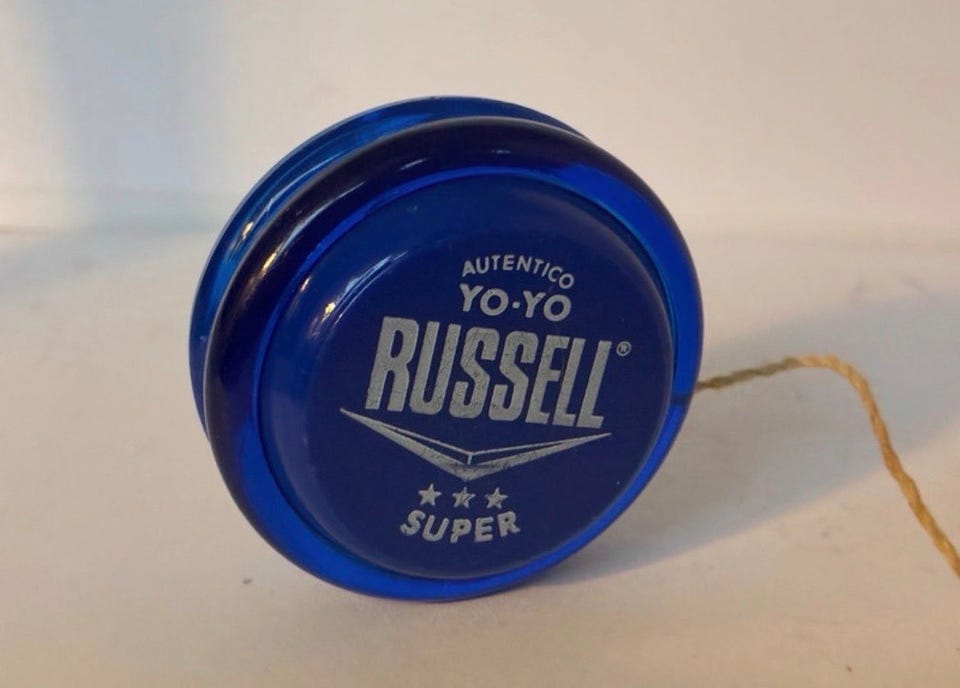 AUTENTICO
YO-YO
RUSSELL®
★★★
SUPER